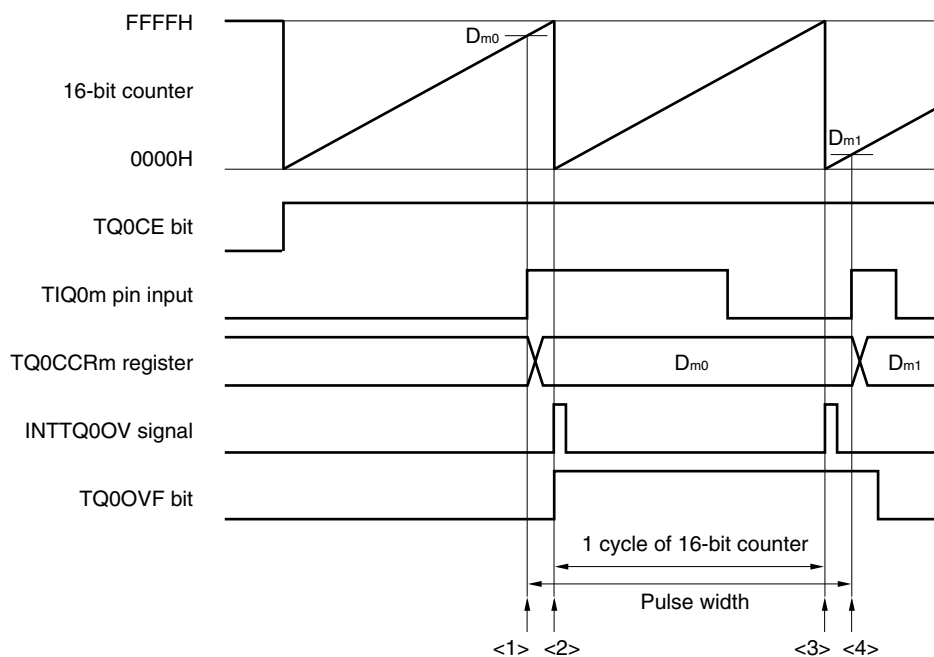 FFFFH
Dm0
16-bit counter
0000H
Dm1
TQ0CE bit
TIQ0m pin input
TQ0CCRm register
Dm0
Dm1
INTTQ0OV signal
TQ0OVF bit
1 cycle of 16-bit counter
Pulse width
<1> <2> <3> <4>